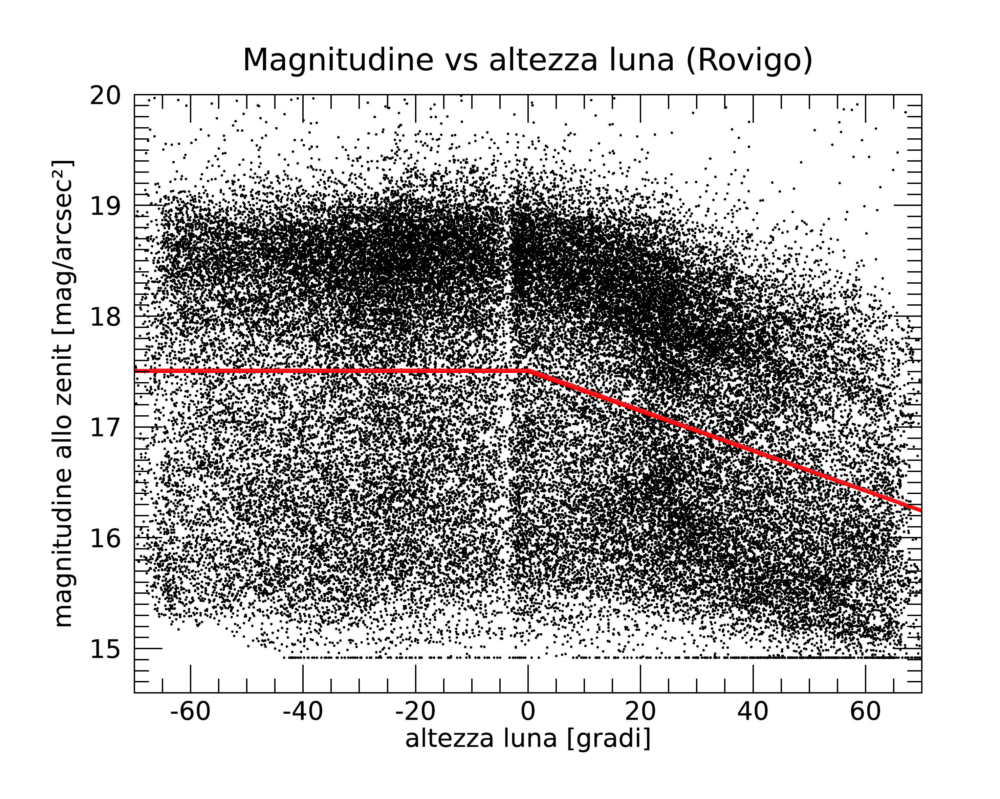 Magnitudine vs altezza luna (Rovigo)
magnitudine allo zenit [mag/arcsec²]
20
19
18
17
16
15
-60 -40 -20 0 20 40 60
altezza luna [gradi]